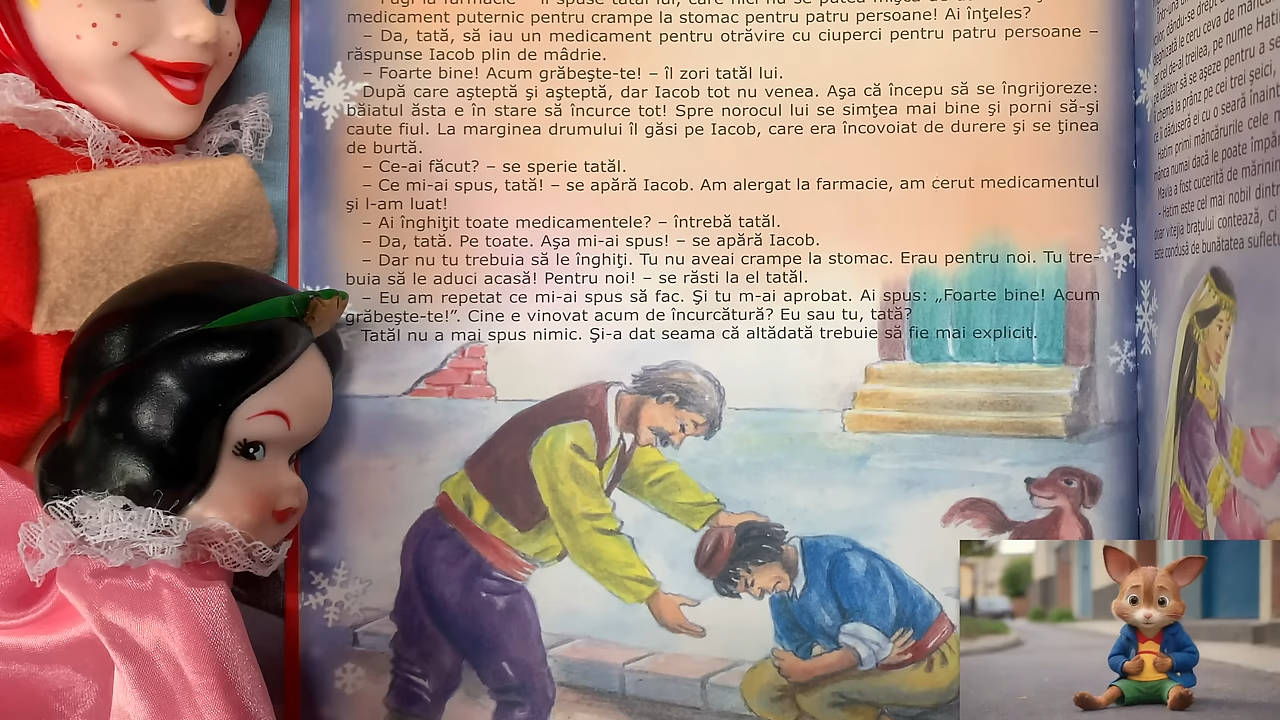 medicament puternic pentru crampe la stomac pentru patru persoane! Ai înţeles?
– Da, tată, să iau un medicament pentru otrăvire cu ciuperci pentru patru persoane –
răspunse Iacob plin de mâdrie.
– Foarte bine! Acum grăbeşte-te! – îl zori tatăl lui.
După care aşteptă şi aşteptă, dar Iacob tot nu venea. Aşa că începu să se îngrijoreze:
băiatul ăsta e în stare să încurce tot! Spre norocul lui se simţea mai bine şi porni să-şi
caute fiul. La marginea drumului îl găsi pe Iacob, care era încovoiat de durere şi se ţinea
de burtă.
– Ce-ai făcut? – se sperie tatăl.
– Ce mi-ai spus, tată! – se apără Iacob. Am alergat la farmacie, am cerut medicamentul
şi l-am luat!
– Ai înghiţit toate medicamentele? – întrebă tatăl.
– Da, tată. Pe toate. Aşa mi-ai spus! – se apără Iacob.
– Dar nu tu trebuia să le înghiţi. Tu nu aveai crampe la stomac. Erau pentru noi. Tu tre-
buia să le aduci acasă! Pentru noi! – se răsti la el tatăl.
– Eu am repetat ce mi-ai spus să fac. Şi tu m-ai aprobat. Ai spus: „Foarte bine! Acum
grăbeşte-te!”. Cine e vinovat acum de încurcătură? Eu sau tu, tată?
Tatăl nu a mai spus nimic. Şi-a dat seama că altădată trebuie să fie mai explicit.